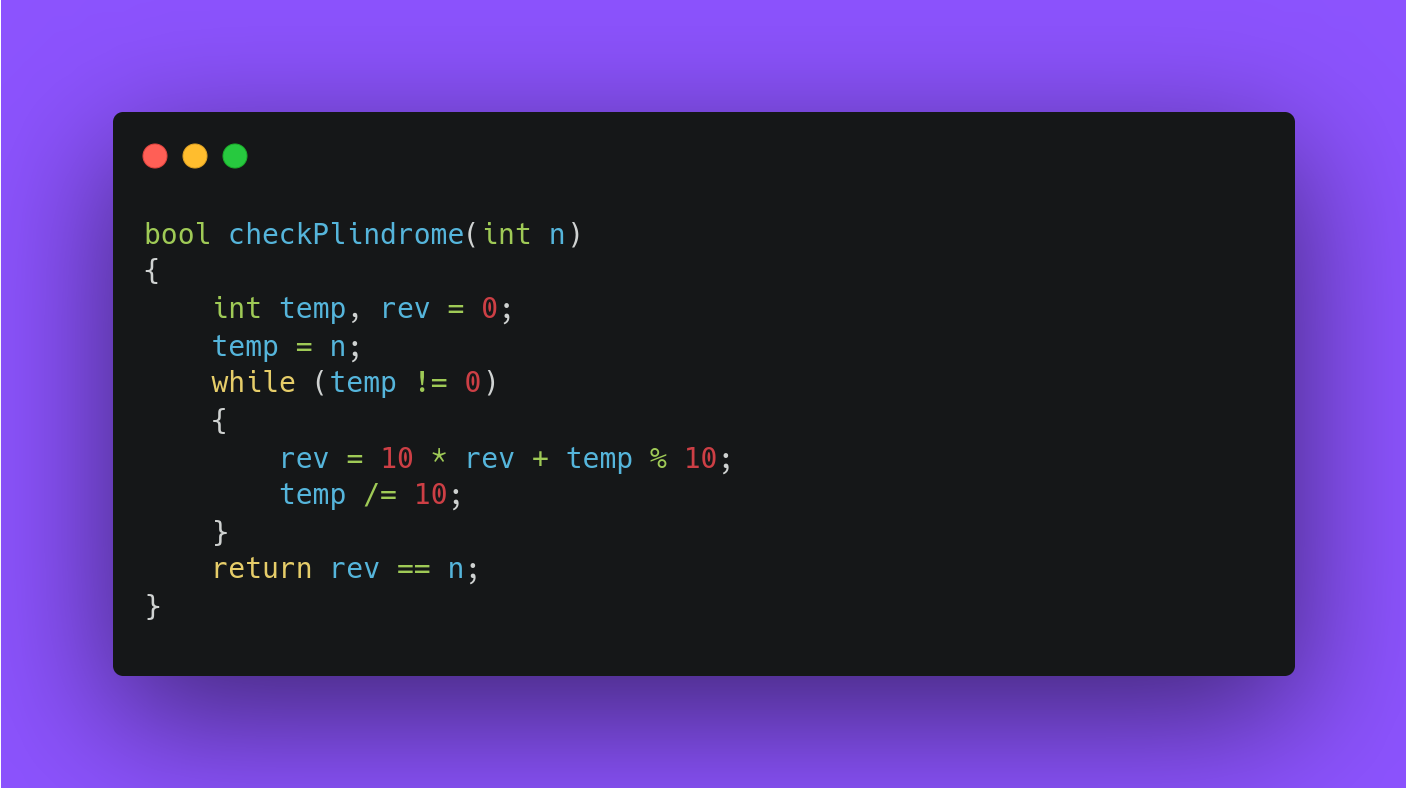 bool checkPlindrome(int n)
{
    int temp, rev = 0;
    temp = n;
    while (temp != 0)
    {
        rev = 10 * rev + temp % 10;
        temp /= 10;
    }
    return rev == n;
}